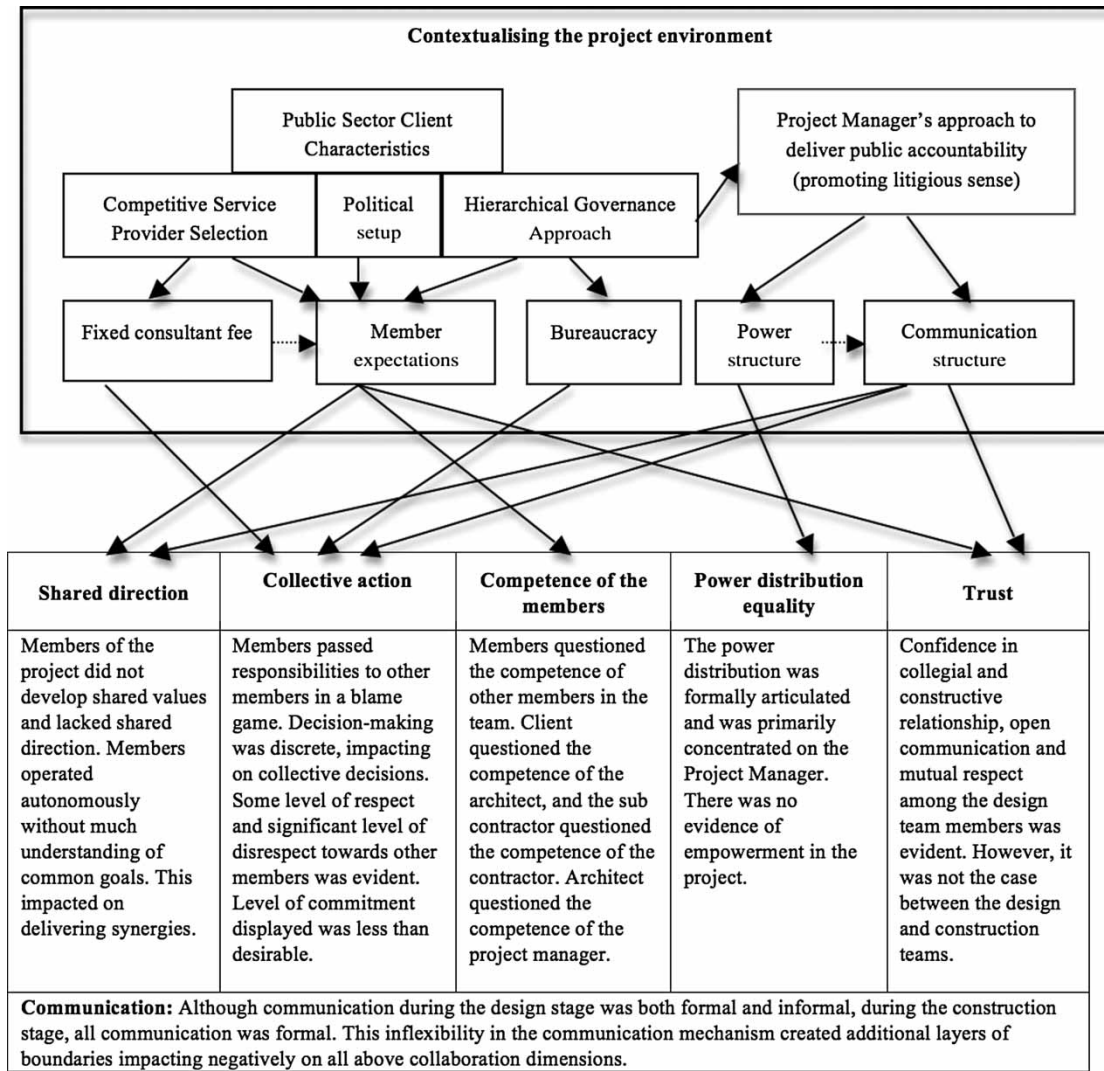 Contextualising the project environment
Public Sector Client
Characteristics
Project Manager’s approach to
deliver public accountability
(promoting litigious sense)
Competitive Service
Provider Selection
Political
setup
Hierarchical Governance
Approach
Fixed consultant fee
Member
expectations
Bureaucracy
Power
structure
Communication
structure
Shared direction
Collective action
Competence of the
members
Power distribution
equality
Trust
Members of the
project did not
develop shared values
and lacked shared
direction. Members
operated
autonomously
without much
understanding of
common goals. This
impacted on
delivering synergies.
Members passed
responsibilities to other
members in a blame
game. Decision-making
was discrete, impacting
on collective decisions.
Some level of respect
and significant level of
disrespect towards other
members was evident.
Level of commitment
displayed was less than
desirable.
Members questioned
the competence of
other members in the
team. Client
questioned the
competence of the
architect, and the sub
contractor questioned
the competence of the
contractor. Architect
questioned the
competence of the
project manager.
The power
distribution was
formally articulated
and was primarily
concentrated on the
Project Manager.
There was no
evidence of
empowerment in the
project.
Confidence in
collegial and
constructive
relationship, open
communication and
mutual respect
among the design
team members was
evident. However, it
was not the case
between the design
and construction
teams.
Communication: Although communication during the design stage was both formal and informal, during the construction
stage, all communication was formal. This inflexibility in the communication mechanism created additional layers of
boundaries impacting negatively on all above collaboration dimensions.